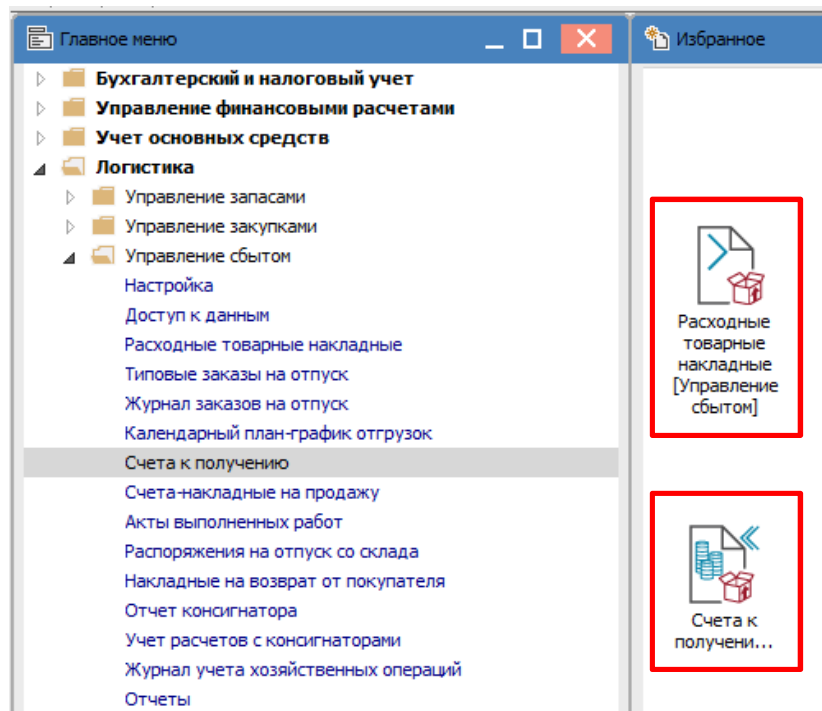 Главное меню
Бухгалтерский и налоговый учет
Управление финансовыми расчетами
Учет основных средств
Логистика
Управление запасами
Управление закупками
Управление сбытом
Настройка
Доступ к данным
Расходные товарные накладные
Типовые заказы на отпуск
Журнал заказов на отпуск
Календарный план-график отгрузок
Счета к получению
Счета-накладные на продажу
Акты выполненных работ
Распоряжения на отпуск со склада
Накладные на возврат от покупателя
Отчет консигнатора
Учет расчетов с консигнаторами
Журнал учета хозяйственных операций
Отчеты
Избранное
Расходные
товарные
накладные
[Управление
сбытом]
Счета к
получени...